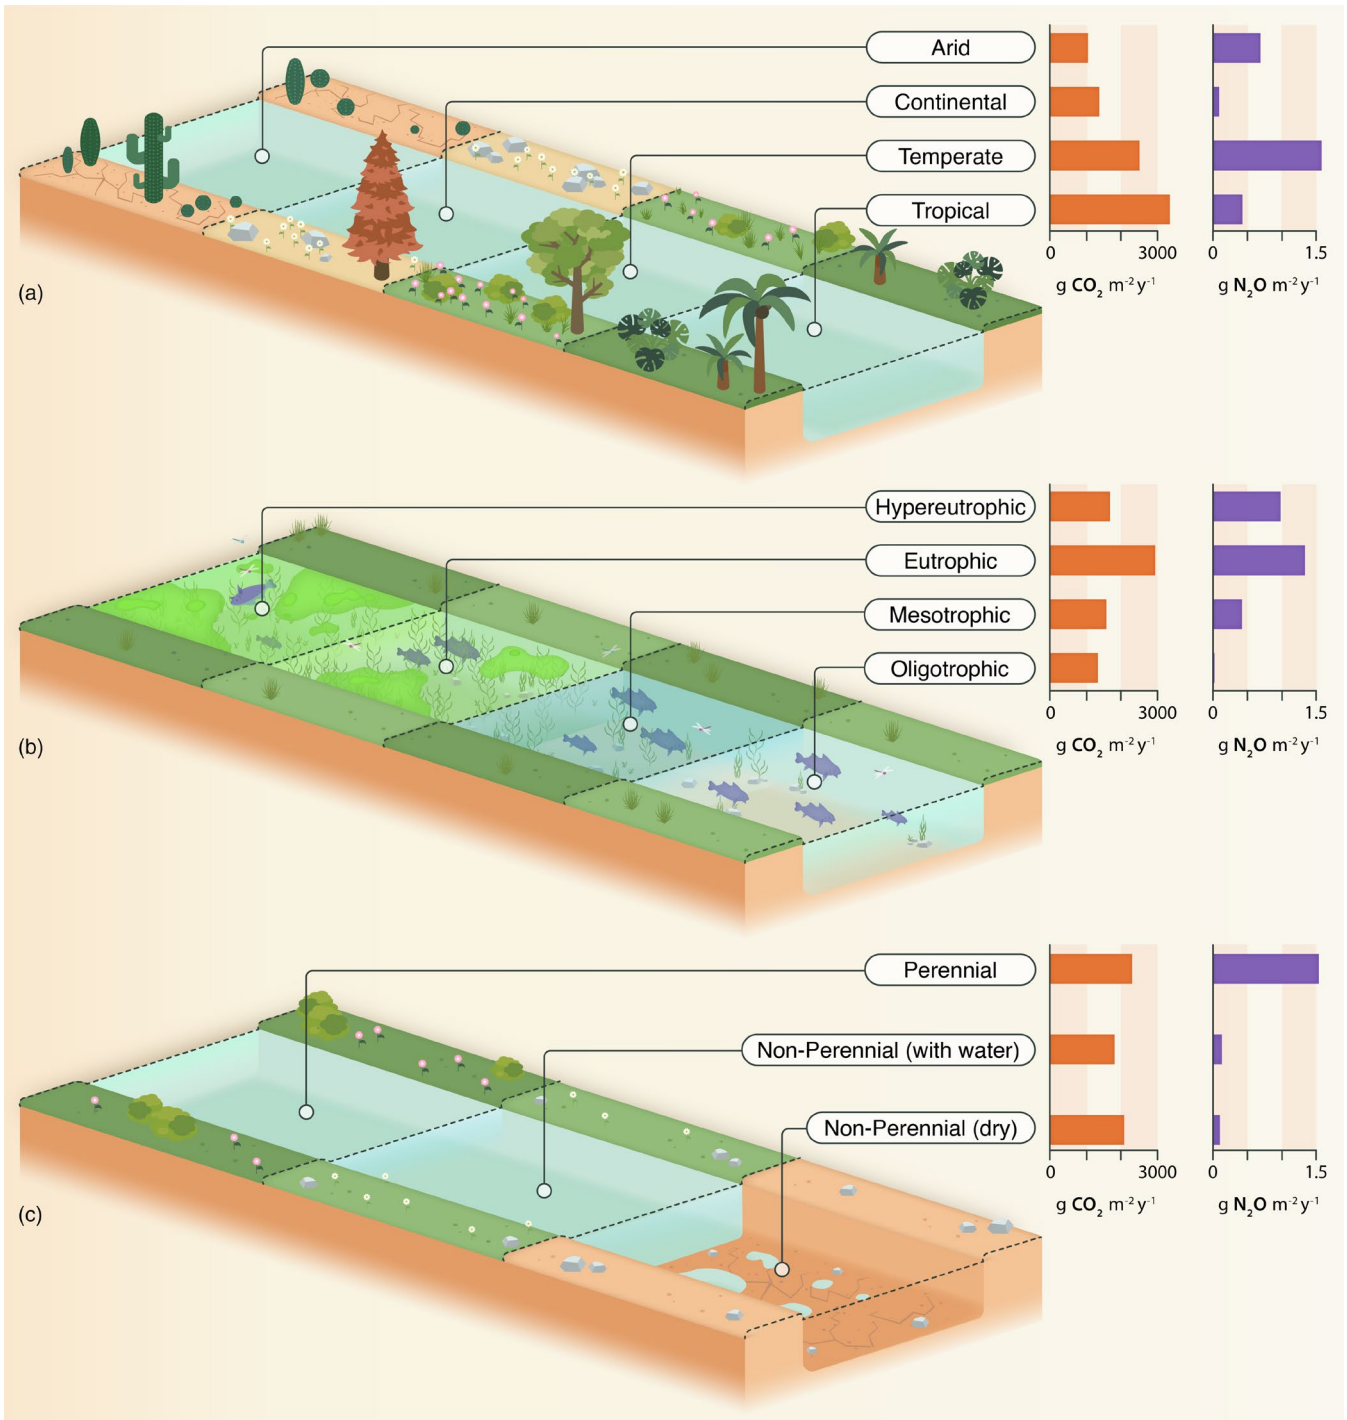 Arid
Continental
Temperate
Tropical
0 3000 0 1.5
g CO₂ m⁻² y⁻¹ g N₂O m⁻² y⁻¹
(a)
Hypereutrophic
Eutrophic
Mesotrophic
Oligotrophic
0 3000 0 1.5
g CO₂ m⁻² y⁻¹ g N₂O m⁻² y⁻¹
(b)
Perennial
Non-Perennial (with water)
Non-Perennial (dry)
0 3000 0 1.5
g CO₂ m⁻² y⁻¹ g N₂O m⁻² y⁻¹
(c)